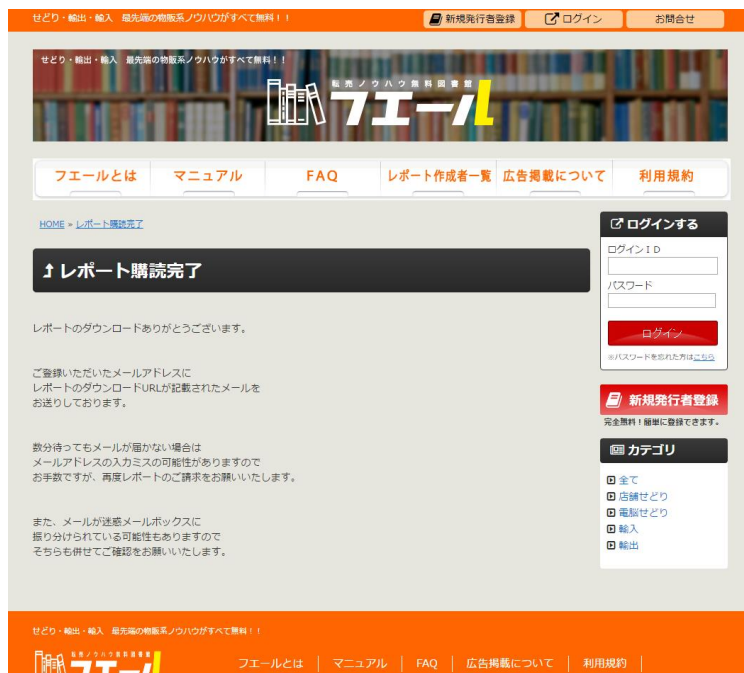 せどり・輸出・輸入　最先端の物販系ノウハウがすべて無料！！
新規発行者登録
ログイン
お問合せ
せどり・輸出・輸入　最先端の物販系ノウハウがすべて無料！！
転売ノウハウ無料図書館
フエール
フエールとは
マニュアル
FAQ
レポート作成者一覧
広告掲載について
利用規約
HOME » レポート購読完了
レポート購読完了
レポートのダウンロードありがとうございます。
ご登録いただいたメールアドレスに
レポートのダウンロードURLが記載されたメールを
お送りしております。
数分待ってもメールが届かない場合は
メールアドレスの入力ミスの可能性がありますので
お手数ですが、再度レポートのご請求をお願いいたします。
また、メールが迷惑メールボックスに
振り分けられている可能性もありますので
そちらも併せてご確認をお願いいたします。
ログインする
ログインＩＤ
パスワード
ログイン
※パスワードを忘れた方はこちら
新規発行者登録
完全無料！簡単に登録できます。
カテゴリ
全て
店舗せどり
電脳せどり
輸入
輸出
せどり・輸出・輸入　最先端の物販系ノウハウがすべて無料！！
転売ノウハウ無料図書館
フエール
フエールとは
マニュアル
FAQ
広告掲載について
利用規約